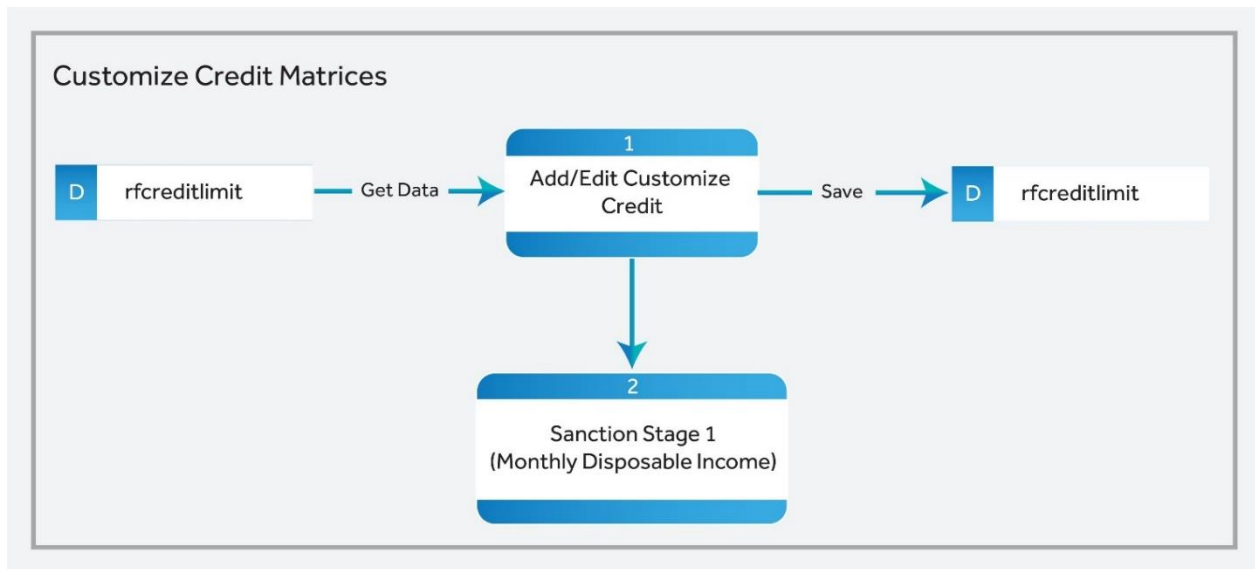 Customize Credit Matrices
1
D rfcreditlimit Get Data Add/Edit Customize Save D rfcreditlimit
Credit
2
Sanction Stage 1
(Monthly Disposable Income)